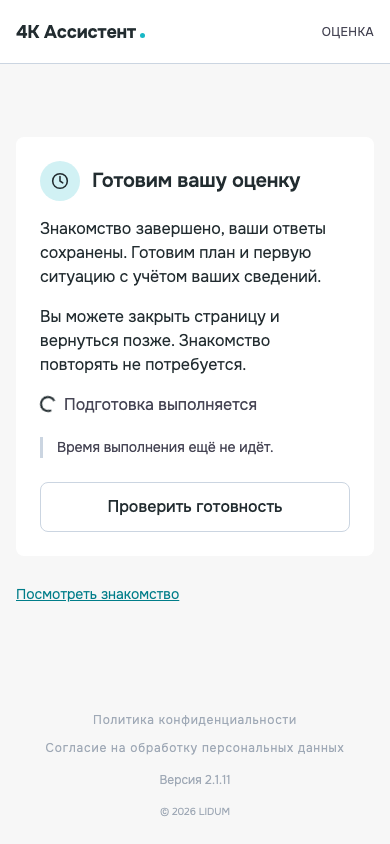 4K Ассистент
ОЦЕНКА
Готовим вашу оценку
Знакомство завершено, ваши ответы
сохранены. Готовим план и первую
ситуацию с учётом ваших сведений.
Вы можете закрыть страницу и
вернуться позже. Знакомство
повторять не потребуется.
Подготовка выполняется
Время выполнения ещё не идёт.
Проверить готовность
Посмотреть знакомство
Политика конфиденциальности
Согласие на обработку персональных данных
Версия 2.1.11
© 2026 LIDUM